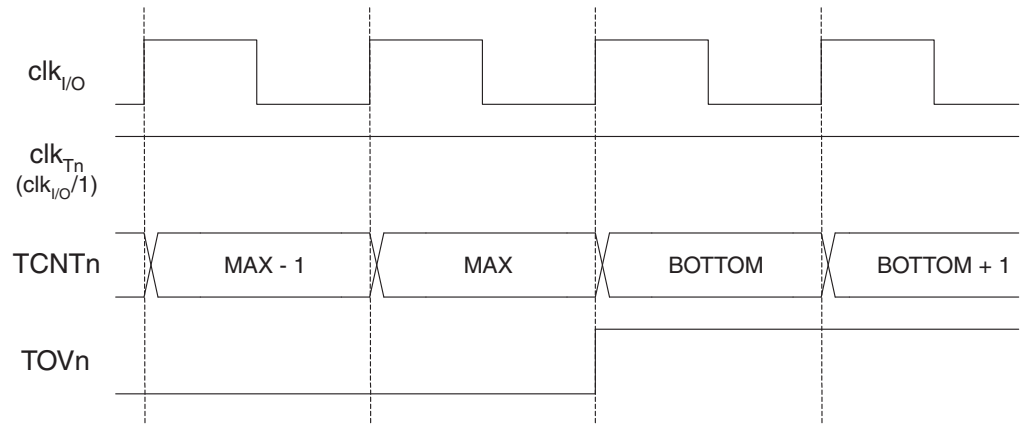 clkI/O
clkTn
(clkI/O/1)
TCNTn
MAX - 1
MAX
BOTTOM
BOTTOM + 1
TOVn